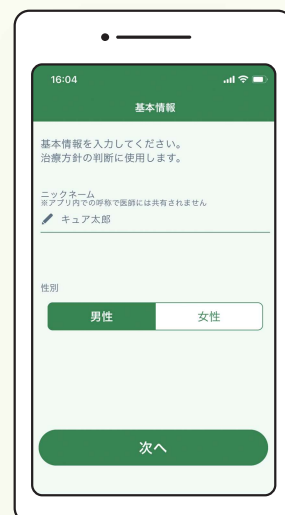 16:04
基本情報
基本情報を入力してください。
治療方針の判断に使用します。
ニックネーム
※アプリ内での呼称で医師には共有されません
キュア太郎
性別
男性
女性
次へ